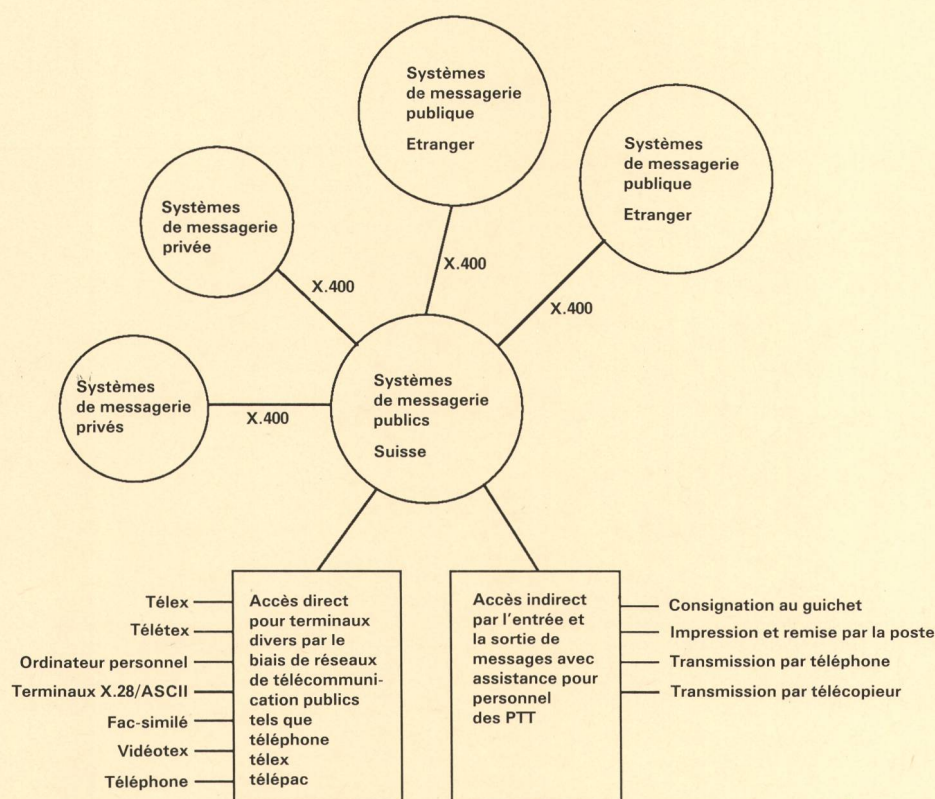 Systèmes
de messagerie
publique
Etranger
Systèmes
de messagerie
publique
Etranger
Systèmes
de messagerie
privée
X.400
X.400
X.400
Systèmes
de messagerie
privés
X.400
Systèmes
de messagerie
publics
Suisse
Télex
Télétex
Ordinateur personnel
Terminaux X.28/ASCII
Fac-similé
Vidéotex
Téléphone
Accès direct
pour terminaux
divers par le
biais de réseaux
de télécommuni-
cation publics
tels que
téléphone
télex
télépac
Accès indirect
par l'entrée et
la sortie de
messages avec
assistance pour
personnel
des PTT
Consignation au guichet
Impression et remise par la poste
Transmission par téléphone
Transmission par télécopieur